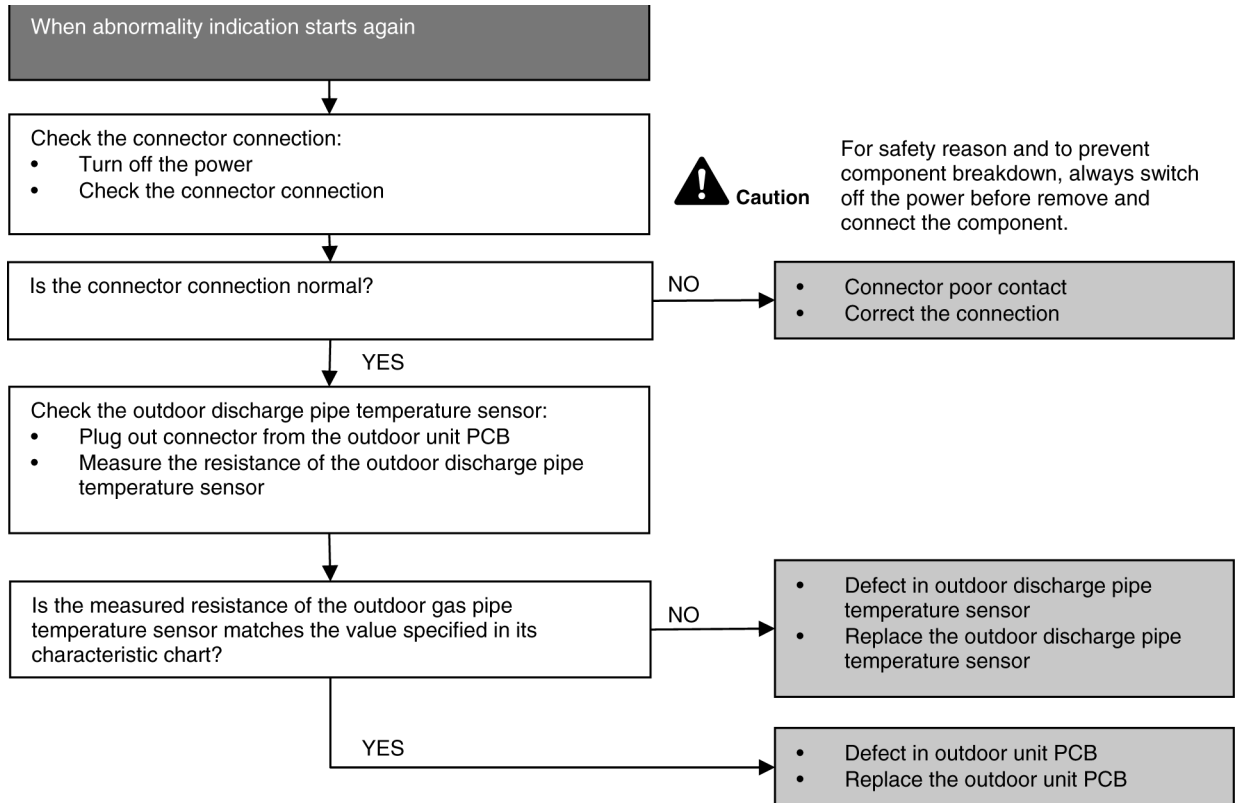 When abnormality indication starts again
Check the connector connection:
• Turn off the power
• Check the connector connection
Caution
For safety reason and to prevent
component breakdown, always switch
off the power before remove and
connect the component.
Is the connector connection normal?
NO
• Connector poor contact
• Correct the connection
YES
Check the outdoor discharge pipe temperature sensor:
• Plug out connector from the outdoor unit PCB
• Measure the resistance of the outdoor discharge pipe
temperature sensor
Is the measured resistance of the outdoor gas pipe
temperature sensor matches the value specified in its
characteristic chart?
NO
• Defect in outdoor discharge pipe
temperature sensor
• Replace the outdoor discharge pipe
temperature sensor
YES
• Defect in outdoor unit PCB
• Replace the outdoor unit PCB